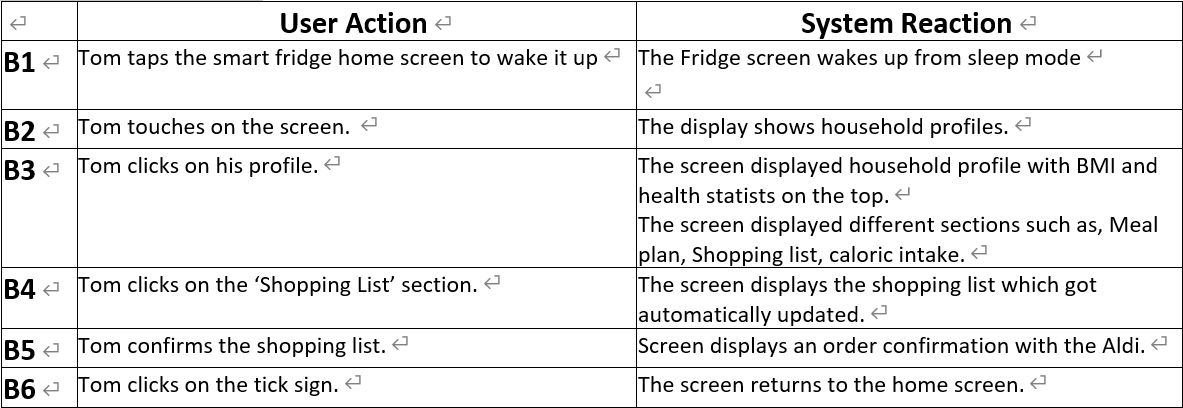 User Action System Reaction
B1 Tom taps the smart fridge home screen to wake it up The Fridge screen wakes up from sleep mode
B2 Tom touches on the screen. The display shows household profiles.
B3 Tom clicks on his profile. The screen displayed household profile with BMI and
health statists on the top.
The screen displayed different sections such as, Meal
plan, Shopping list, caloric intake.
B4 Tom clicks on the ‘Shopping List’ section. The screen displays the shopping list which got
automatically updated.
B5 Tom confirms the shopping list. Screen displays an order confirmation with the Aldi.
B6 Tom clicks on the tick sign. The screen returns to the home screen.